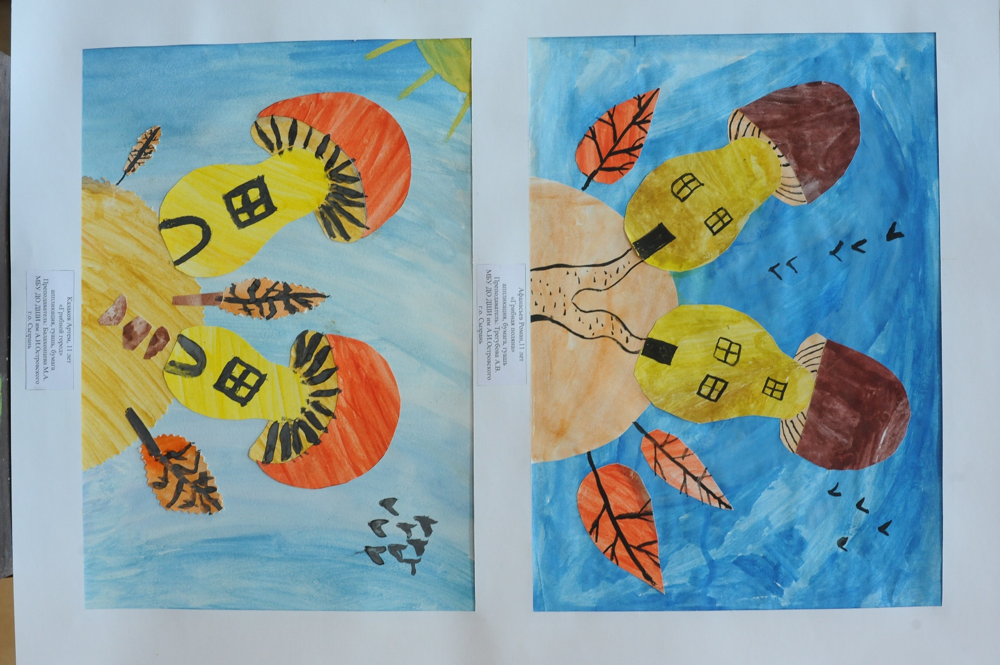 Афанасьев Роман,11 лет
«Грибная поляна»
аппликация, бумага, гуашь
Преподаватель: Трегубова А.В.
МБУ ДО ДШИ им А.И.Островского
г.о. Сызрань
Казаков Артем, 11 лет
«Грибной город»
аппликация, гуашь, бумага
Преподаватель: Балахонцева М.А.
МБУ ДО ДШИ им А.И.Островского
г.о. Сызрань